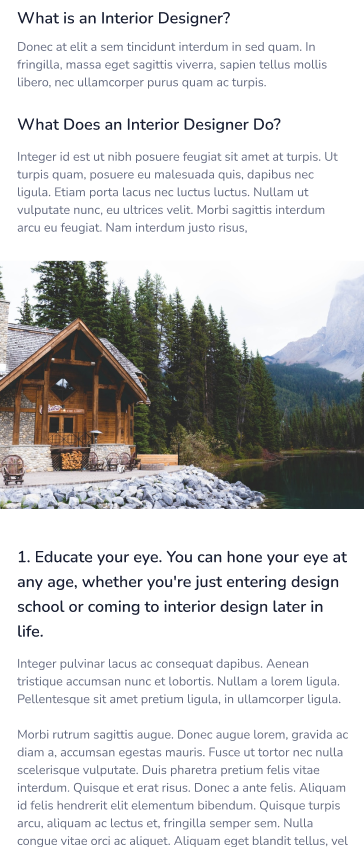 What is an Interior Designer?
Donec at elit a sem tincidunt interdum in sed quam. In
fringilla, massa eget sagittis viverra, sapien tellus mollis
libero, nec ullamcorper purus quam ac turpis.
What Does an Interior Designer Do?
Integer id est ut nibh posuere feugiat sit amet at turpis. Ut
turpis quam, posuere eu malesuada quis, dapibus nec
ligula. Etiam porta lacus nec luctus luctus. Nullam ut
vulputate nunc, eu ultrices velit. Morbi sagittis interdum
arcu eu feugiat. Nam interdum justo risus,
1. Educate your eye. You can hone your eye at
any age, whether you're just entering design
school or coming to interior design later in
life.
Integer pulvinar lacus ac consequat dapibus. Aenean
tristique accumsan nunc et lobortis. Nullam a lorem ligula.
Pellentesque sit amet pretium ligula, in ullamcorper ligula.
Morbi rutrum sagittis augue. Donec augue lorem, gravida ac
diam a, accumsan egestas mauris. Fusce ut tortor nec nulla
scelerisque vulputate. Duis pharetra pretium felis vitae
interdum. Quisque et erat risus. Donec a ante felis. Aliquam
id felis hendrerit elit elementum bibendum. Quisque turpis
arcu, aliquam ac lectus et, fringilla semper sem. Nulla
congue vitae orci ac aliquet. Aliquam eget blandit tellus, vel